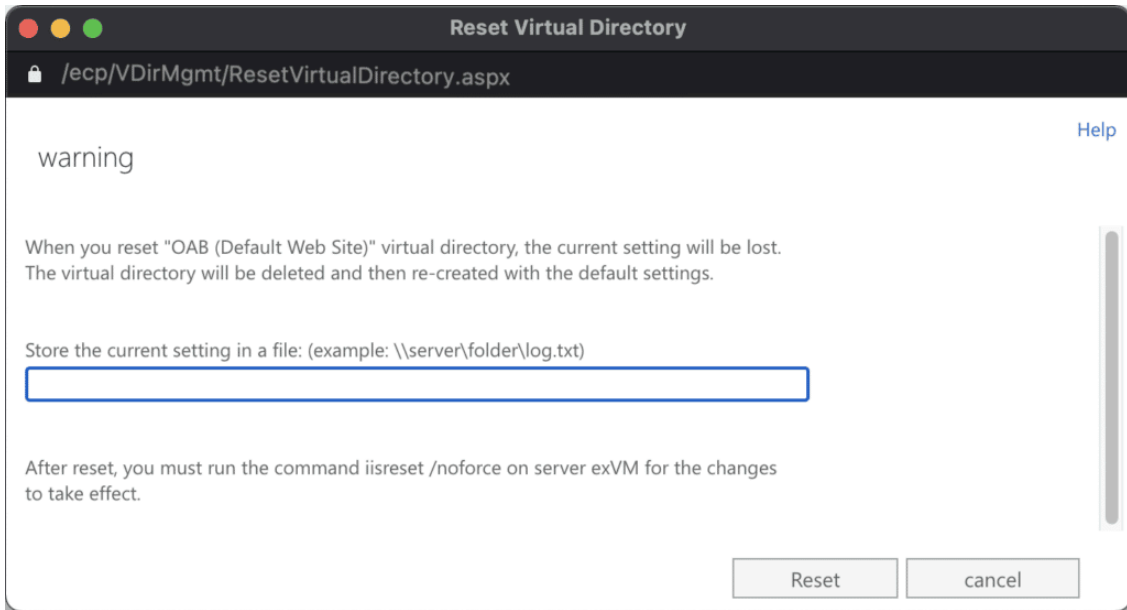 Reset Virtual Directory
/ecp/VDirMgmt/ResetVirtualDirectory.aspx
Help
warning
When you reset "OAB (Default Web Site)" virtual directory, the current setting will be lost.
The virtual directory will be deleted and then re-created with the default settings.
Store the current setting in a file: (example: \\server\folder\log.txt)
After reset, you must run the command iisreset /noforce on server exVM for the changes
to take effect.
Reset
cancel